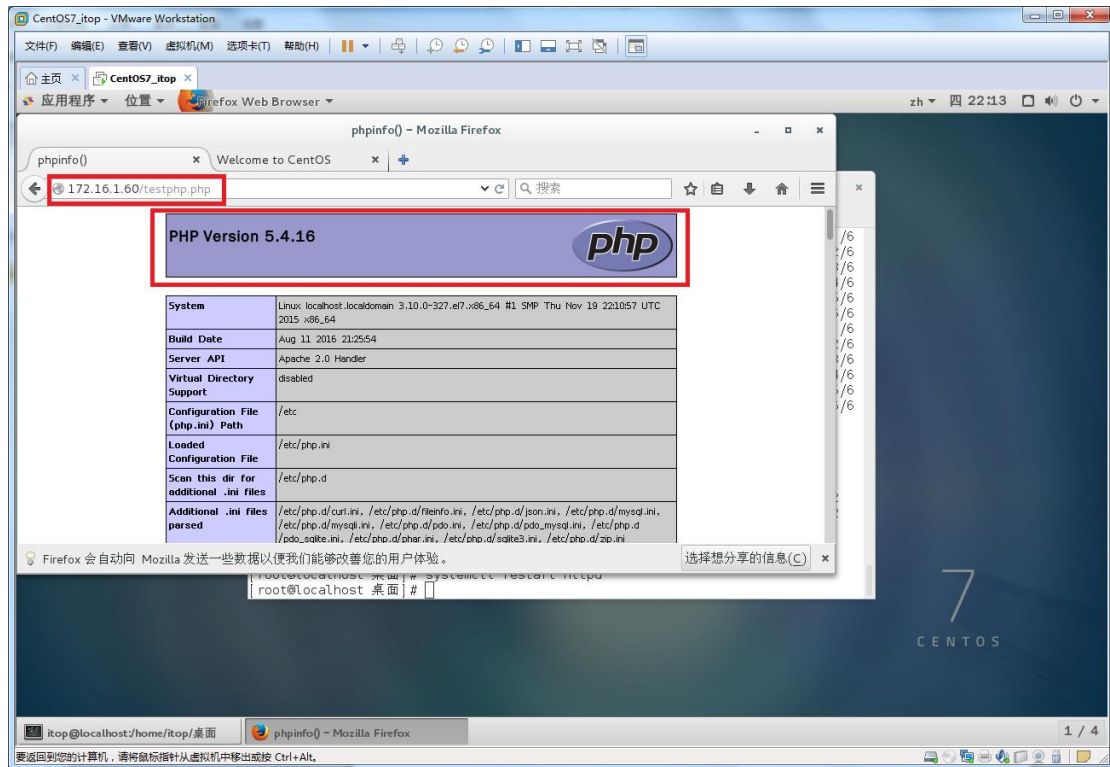 CentOS7_itop - VMware Workstation
文件(F) 编辑(E) 查看(V) 虚拟机(M) 选项卡(T) 帮助(H)
主页 CentOS7_itop
应用程序 位置 Firefox Web Browser zh 四 22:13
phpinfo() - Mozilla Firefox
phpinfo() Welcome to CentOS
172.16.1.60/testphp.php 搜索
PHP Version 5.4.16 php
System Linux localhost.localdomain 3.10.0-327.el7.x86_64 #1 SMP Thu Nov 19 22:10:57 UTC
2015 x86_64
Build Date Aug 11 2016 21:25:54
Server API Apache 2.0 Handler
Virtual Directory
Support disabled
Configuration File
(php.ini) Path /etc
Loaded
Configuration File /etc/php.ini
Scan this dir for
additional .ini files /etc/php.d
Additional .ini files
parsed /etc/php.d/curl.ini, /etc/php.d/fileinfo.ini, /etc/php.d/json.ini, /etc/php.d/mysql.ini,
/etc/php.d/mysqli.ini, /etc/php.d/pdo.ini, /etc/php.d/pdo_mysql.ini, /etc/php.d
/pdo_sqlite.ini, /etc/php.d/phar.ini, /etc/php.d/sqlite3.ini, /etc/php.d/zip.ini
/6
/6
/6
/6
/6
/6
/6
/6
/6
/6
/6
/6
Firefox 会自动向 Mozilla 发送一些数据以便我们能够改善您的用户体验。 选择想分享的信息(C)
[root@localhost 桌面]# systemctl restart httpd
[root@localhost 桌面]#
7
CENTOS
itop@localhost:/home/itop/桌面 phpinfo() - Mozilla Firefox 1 / 4
要返回到您的计算机，请将鼠标指针从虚拟机中移出或按 Ctrl+Alt。